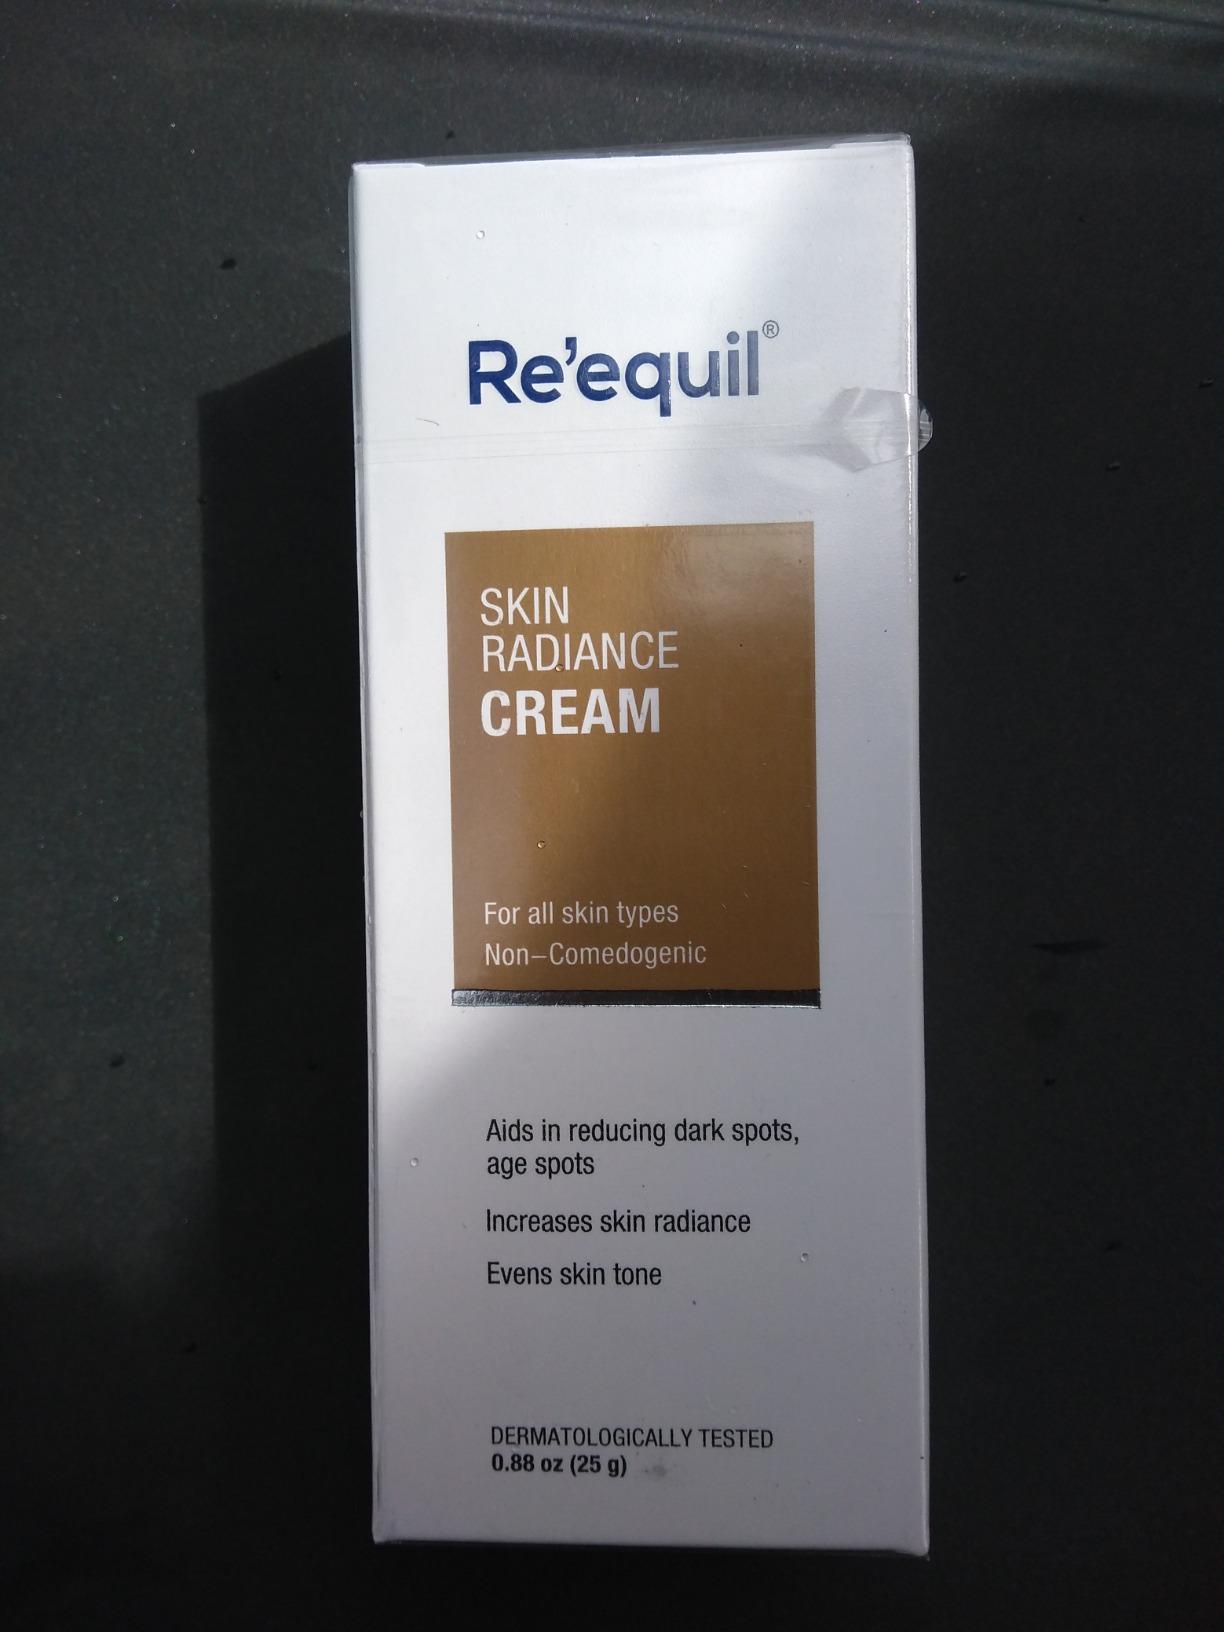 Re’equil®
SKIN
RADIANCE
CREAM
For all skin types
Non–Comedogenic
Aids in reducing dark spots,
age spots
Increases skin radiance
Evens skin tone
DERMATOLOGICALLY TESTED
0.88 oz (25 g)